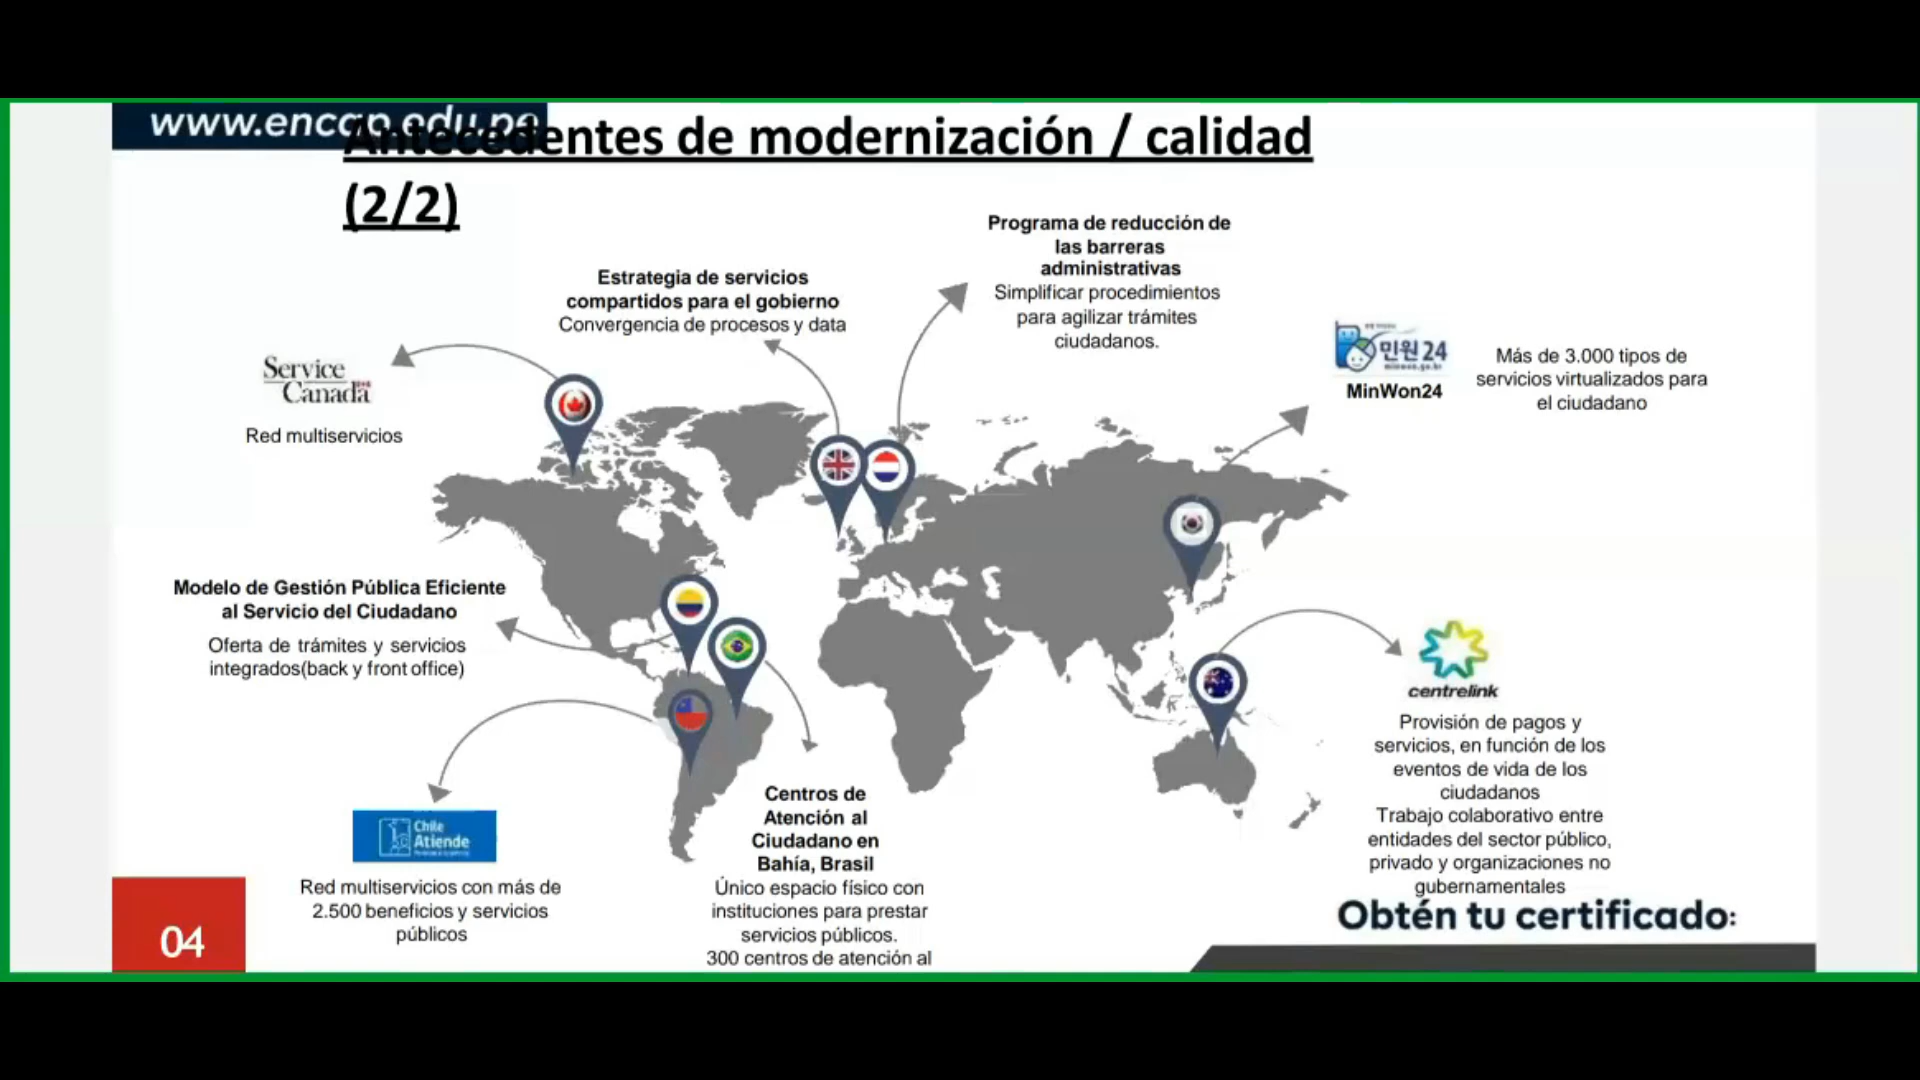 www.encap.edu.pe
Antecedentes de modernización / calidad
(2/2)
Programa de reducción de
las barreras
administrativas
Simplificar procedimientos
para agilizar trámites
ciudadanos.
Estrategia de servicios
compartidos para el gobierno
Convergencia de procesos y data
Service
Canada
Red multiservicios
민원 24
MinWon24
Más de 3.000 tipos de
servicios virtualizados para
el ciudadano
Modelo de Gestión Pública Eficiente
al Servicio del Ciudadano
Oferta de trámites y servicios
integrados(back y front office)
centrelink
Provisión de pagos y
servicios, en función de los
eventos de vida de los
ciudadanos
Trabajo colaborativo entre
entidades del sector público,
privado y organizaciones no
gubernamentales
Chile
Atiende
Red multiservicios con más de
2.500 beneficios y servicios
públicos
Centros de
Atención al
Ciudadano en
Bahía, Brasil
Único espacio físico con
instituciones para prestar
servicios públicos.
300 centros de atención al
Obtén tu certificado:
04